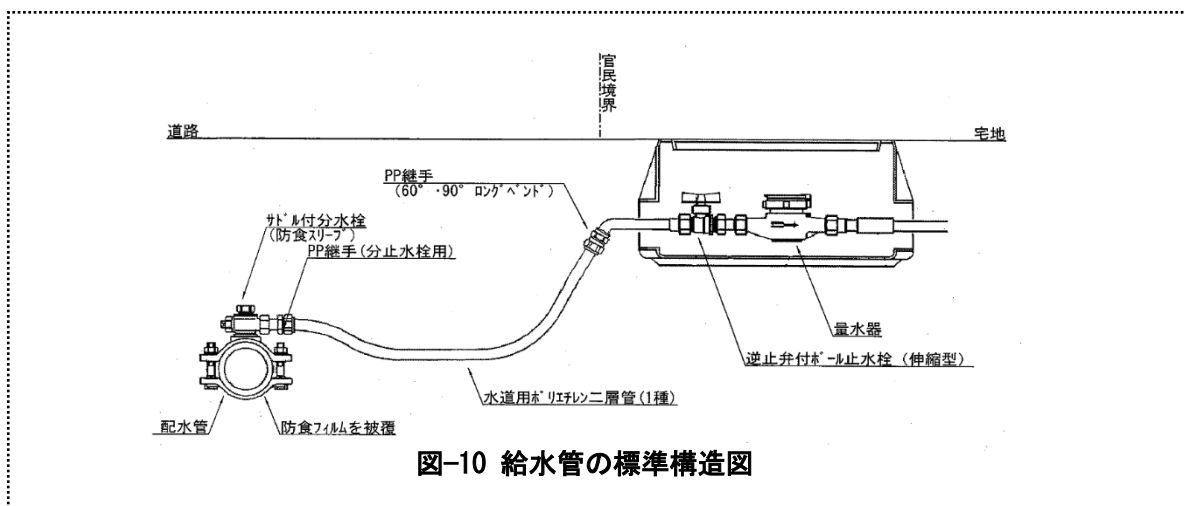 官民境界
道路
宅地
PP継手
(60°・90° ロングベンド)
サドル付分水栓
(防食スリーブ)
PP継手(分止水栓用)
量水器
逆止弁付ボール止水栓(伸縮型)
水道用ポリエチレン二層管(1種)
配水管
防食フィルムを被覆
図-10 給水管の標準構造図